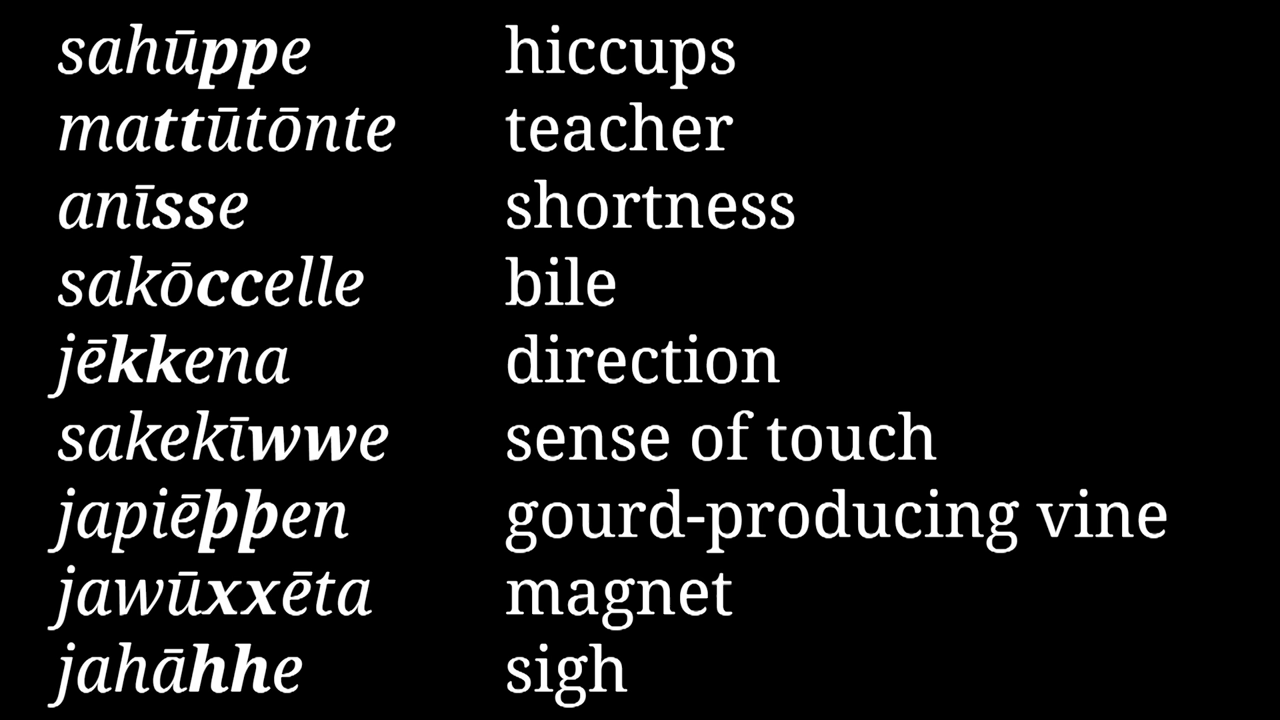 sahūppe hiccups
mattūtōnte teacher
anīsse shortness
sakōccelle bile
jēkkena direction
sakekīwwe sense of touch
japiēþþen gourd-producing vine
jawūxxēta magnet
jahāhhe sigh